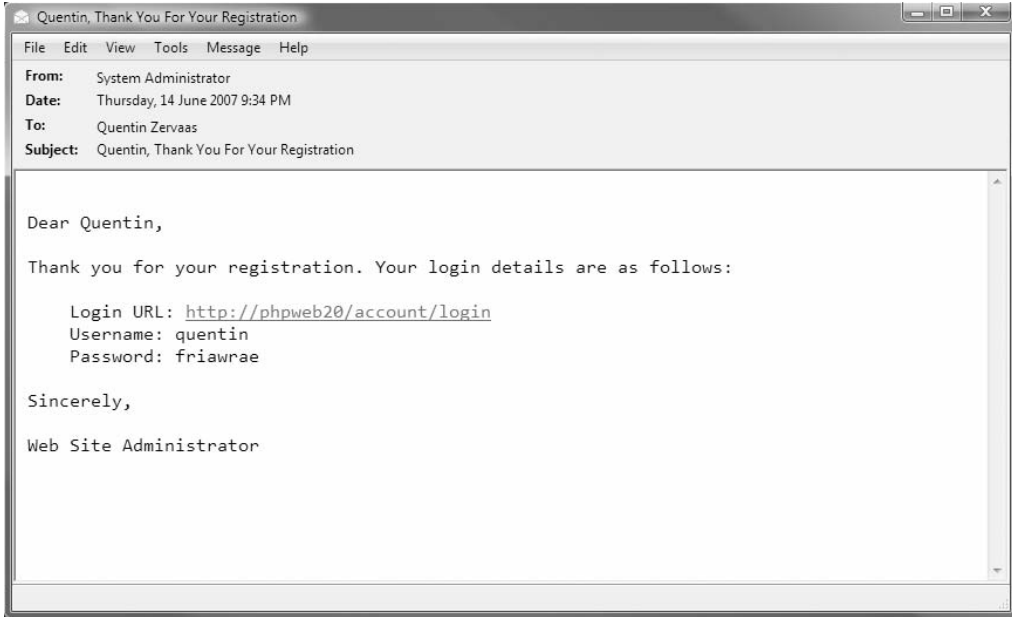 Quentin, Thank You For Your Registration
File Edit View Tools Message Help
From: System Administrator
Date: Thursday, 14 June 2007 9:34 PM
To: Quentin Zervaas
Subject: Quentin, Thank You For Your Registration
Dear Quentin,
Thank you for your registration. Your login details are as follows:
Login URL: http://phpweb20/account/login
Username: quentin
Password: friawrae
Sincerely,
Web Site Administrator